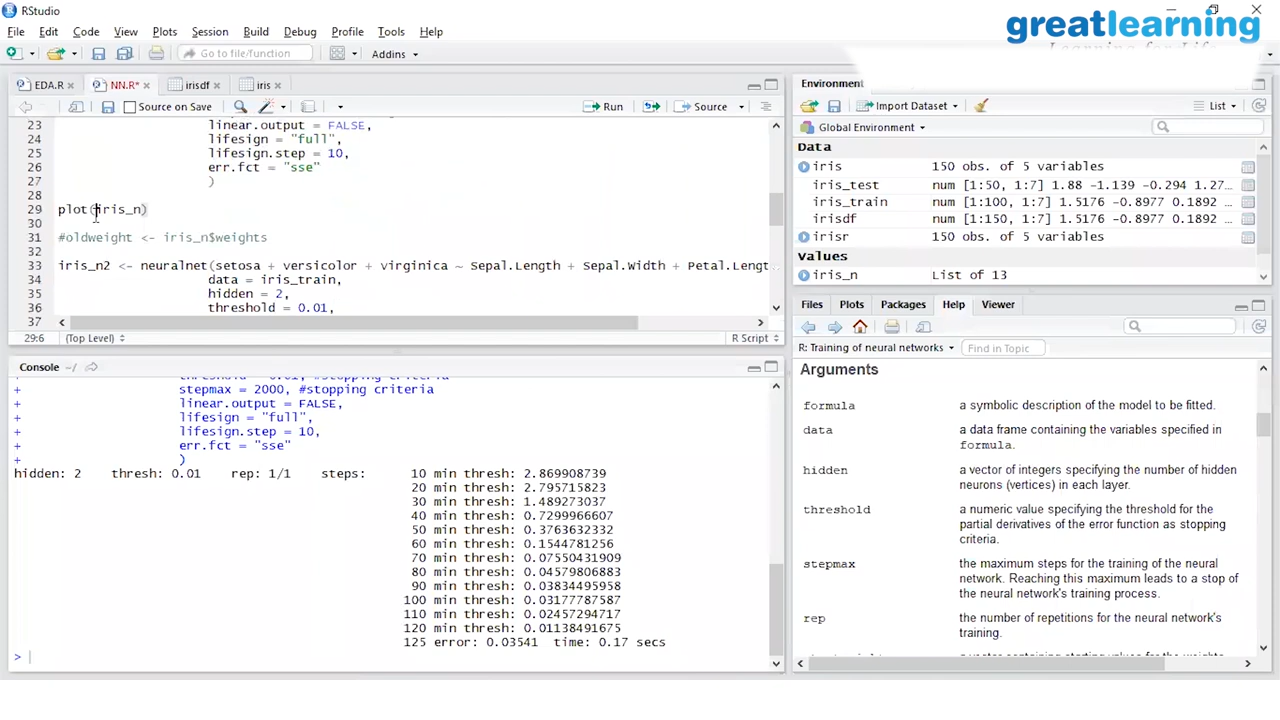 RStudio
greatlearning
Learning for Life
File Edit Code View Plots Session Build Debug Profile Tools Help
Go to file/function Addins
EDA.R NN.R* irisdf iris
Source on Save Run Source
23 linear.output = FALSE,
24 lifesign = "full",
25 lifesign.step = 10,
26 err.fct = "sse"
27 )
28
29 plot(iris_n)
30
31 #oldweight <- iris_n$weights
32
33 iris_n2 <- neuralnet(setosa + versicolor + virginica ~ Sepal.Length + Sepal.Width + Petal.Lengt
34 data = iris_train,
35 hidden = 2,
36 threshold = 0.01,
37
29:6 (Top Level) R Script
Console ~/
+ stepmax = 2000, #stopping criteria
+ linear.output = FALSE,
+ lifesign = "full",
+ lifesign.step = 10,
+ err.fct = "sse"
+ )
hidden: 2 thresh: 0.01 rep: 1/1 steps: 10 min thresh: 2.869908739
20 min thresh: 2.795715823
30 min thresh: 1.489273037
40 min thresh: 0.7299966607
50 min thresh: 0.3763632332
60 min thresh: 0.1544781256
70 min thresh: 0.07550431909
80 min thresh: 0.04579806883
90 min thresh: 0.03834495958
100 min thresh: 0.03177787587
110 min thresh: 0.02457294717
120 min thresh: 0.01138491675
125 error: 0.03541 time: 0.17 secs
>
Environment
Import Dataset List
Global Environment
Data
iris 150 obs. of 5 variables
iris_test num [1:50, 1:7] 1.88 -1.139 -0.294 1.27...
iris_train num [1:100, 1:7] 1.5176 -0.8977 0.1892 ...
irisdf num [1:150, 1:7] 1.5176 -0.8977 0.1892 ...
irisr 150 obs. of 5 variables
Values
iris_n List of 13
Files Plots Packages Help Viewer
R: Training of neural networks Find in Topic
Arguments
formula a symbolic description of the model to be fitted.
data a data frame containing the variables specified in
formula.
hidden a vector of integers specifying the number of hidden
neurons (vertices) in each layer.
threshold a numeric value specifying the threshold for the
partial derivatives of the error function as stopping
criteria.
stepmax the maximum steps for the training of the neural
network. Reaching this maximum leads to a stop of
the neural network's training process.
rep the number of repetitions for the neural network's
training.